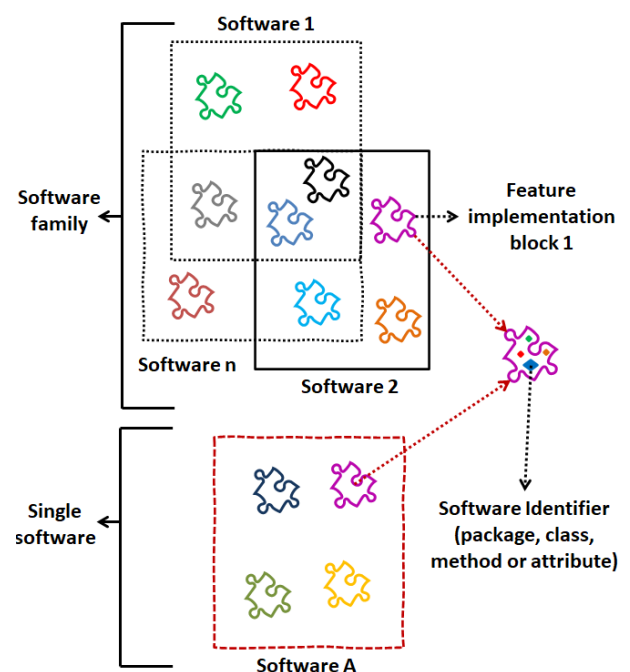 Software 1
Software
family
Feature
implementation
block 1
Software n
Software 2
Single
software
Software Identifier
(package, class,
method or attribute)
Software A